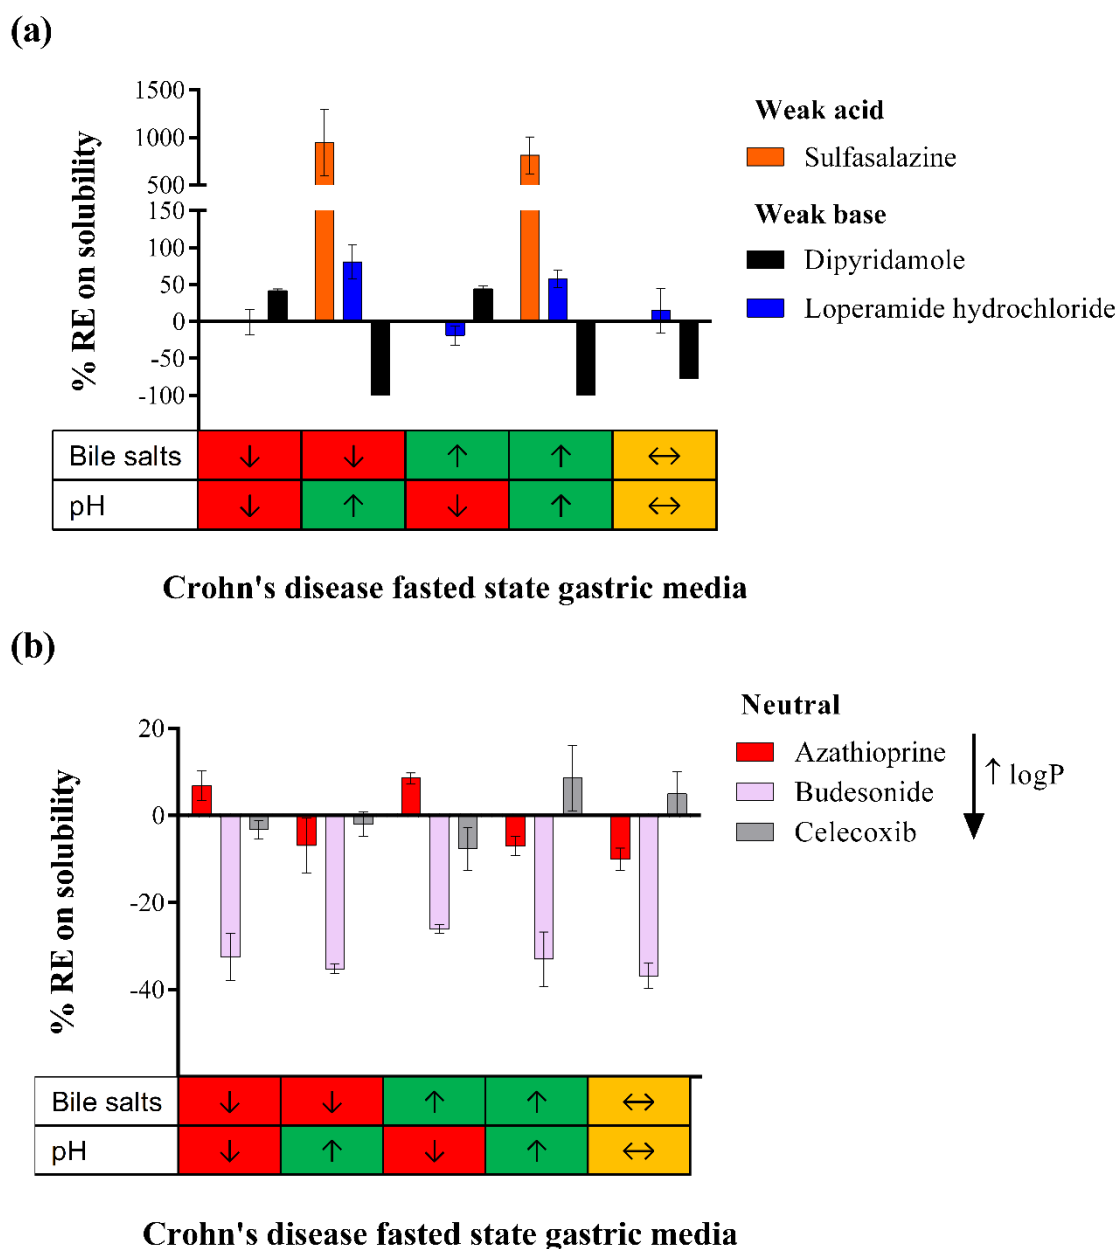 (a)
1500
1000
500
150
100
50
0
-50
-100
% RE on solubility
Weak acid
Sulfasalazine
Weak base
Dipyridamole
Loperamide hydrochloride
Bile salts ↓ ↓ ↑ ↑ ↔
pH ↓ ↑ ↓ ↑ ↔
Crohn's disease fasted state gastric media
(b)
20
0
-20
-40
% RE on solubility
Neutral
Azathioprine
Budesonide
Celecoxib
↑ logP
Bile salts ↓ ↓ ↑ ↑ ↔
pH ↓ ↑ ↓ ↑ ↔
Crohn's disease fasted state gastric media